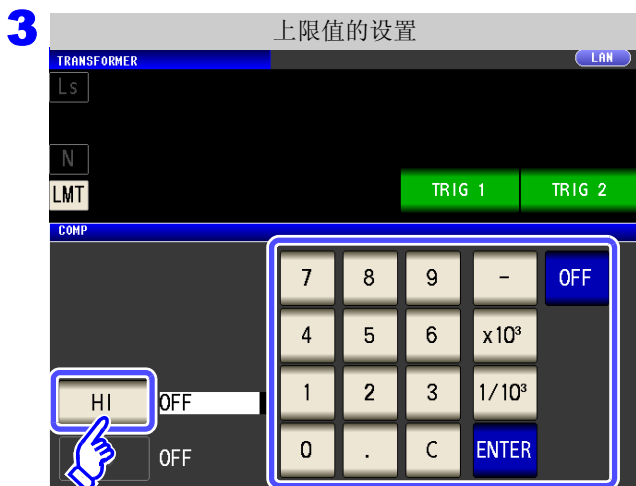 3
上限值的设置
TRANSFORMER LAN
Ls
N
LMT TRIG 1 TRIG 2
COMP
7 8 9 - OFF
4 5 6 x10³
1 2 3 1/10³
HI OFF
0 . C ENTER
OFF